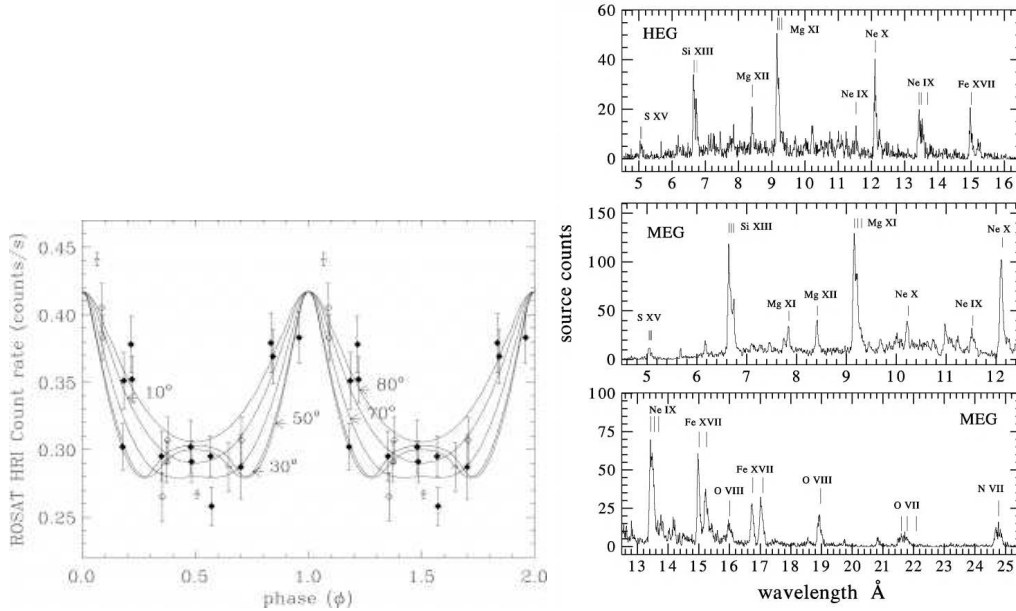 ROSAT HRI Count rate (counts/s)
0.45
0.40
0.35
0.30
0.25
10°
80°
70°
50°
30°
0.0 0.5 1.0 1.5 2.0
phase (ϕ)
HEG
60
40
20
0
S XV
Si XIII
Mg XII
Mg XI
Ne IX
Ne X
Ne IX
Fe XVII
5 6 7 8 9 10 11 12 13 14 15 16
source counts
MEG
150
100
50
0
S XV
Si XIII
Mg XI
Mg XII
Mg XI
Ne X
Ne IX
Ne X
5 6 7 8 9 10 11 12
MEG
100
75
50
25
0
Ne IX
Fe XVII
O VIII
Fe XVII
O VIII
O VII
N VII
13 14 15 16 17 18 19 20 21 22 23 24 25
wavelength Å